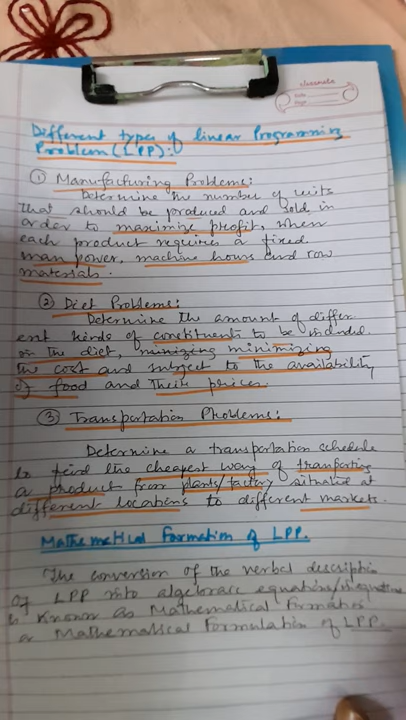 classmate
Date
Page
Different types of linear Programming
Problem (LPP):
① Manufacturing Problems:
Determine the number of units
that should be produced and sold in
order to maximize profit, when
each product requires a fixed
man power, machine hours and raw
materials.
② Diet Problems:
Determine the amount of differ
ent kinds of constituents to be included
in the diet, minimizing
the cost and subject to the availability
of food and their prices.
③ Transportation Problems:
Determine a transportation schedule
to find the cheapest way of transporting
a product from plants/factory situated at
different locations to different markets.
Mathematical Formation of LPP.
The convertion of the verbal descriptio
of LPP into algebraic equations/
is known as Mathematical Formation
or Mathematical Formulation of LPP.